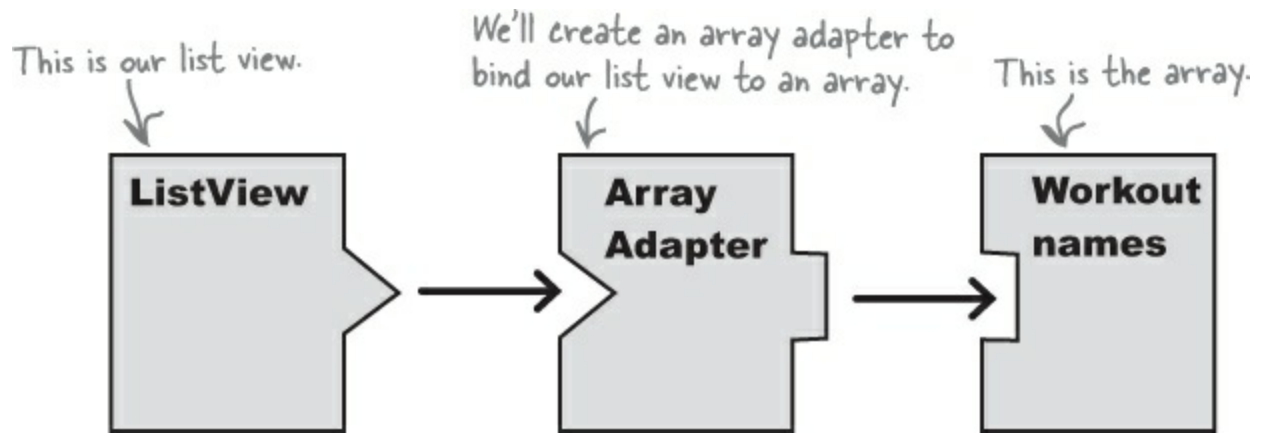 This is our list view.
We'll create an array adapter to
bind our list view to an array.
This is the array.
ListView
Array
Adapter
Workout
names